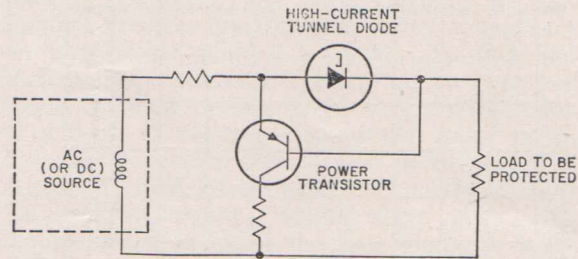 HIGH-CURRENT
TUNNEL DIODE
AC
(OR DC)
SOURCE
POWER
TRANSISTOR
LOAD TO BE
PROTECTED